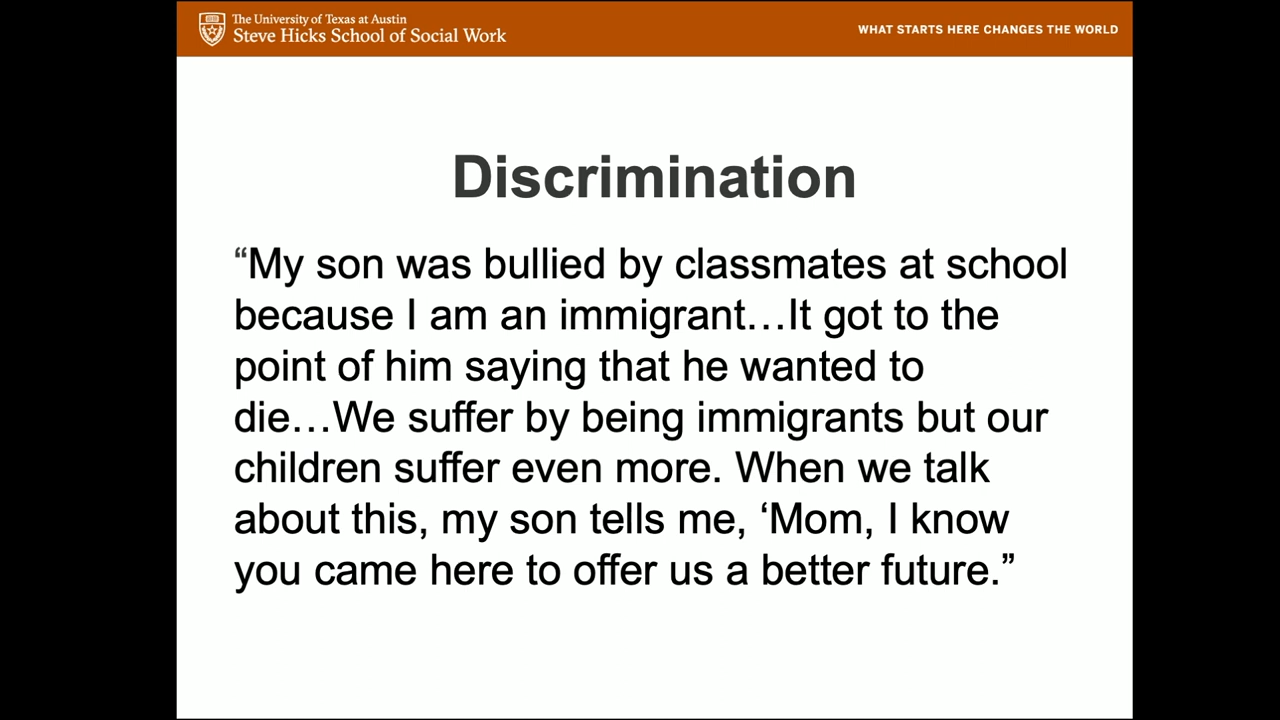 The University of Texas at Austin
Steve Hicks School of Social Work
WHAT STARTS HERE CHANGES THE WORLD
Discrimination
“My son was bullied by classmates at school
because I am an immigrant…It got to the
point of him saying that he wanted to
die…We suffer by being immigrants but our
children suffer even more. When we talk
about this, my son tells me, ‘Mom, I know
you came here to offer us a better future.”